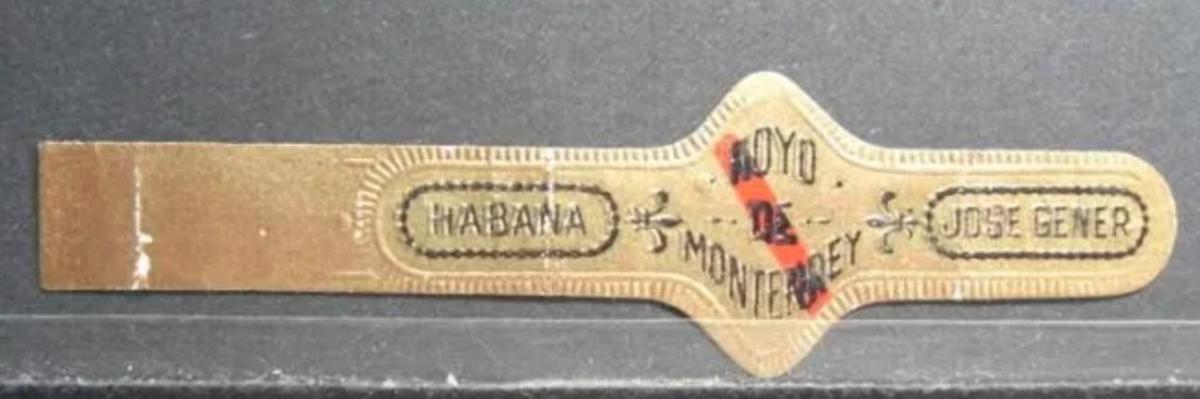 HABANA
HOYO
DE
MONTERREY
JOSE GENER